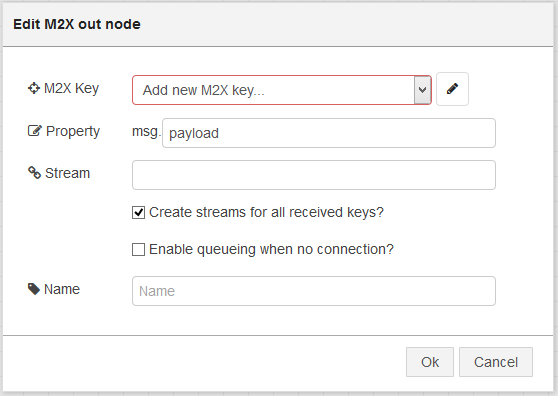 Edit M2X out node
M2X Key Add new M2X key...
Property msg. payload
Stream
Create streams for all received keys?
Enable queueing when no connection?
Name Name
Ok Cancel